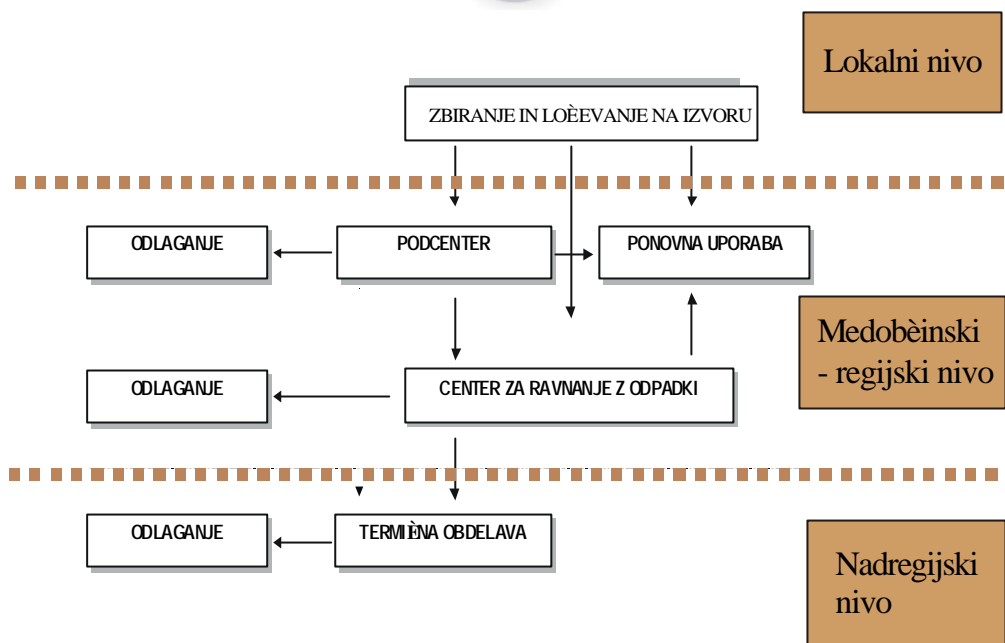 Lokalni nivo
ZBIRANJE IN LOÈEVANJE NA IZVORU
ODLAGANJE
PODCENTER
PONOVNA UPORABA
Medobèinski
- regijski nivo
ODLAGANJE
CENTER ZA RAVNANJE Z ODPADKI
ODLAGANJE
TERMIÈNA OBDELAVA
Nadregijski
nivo